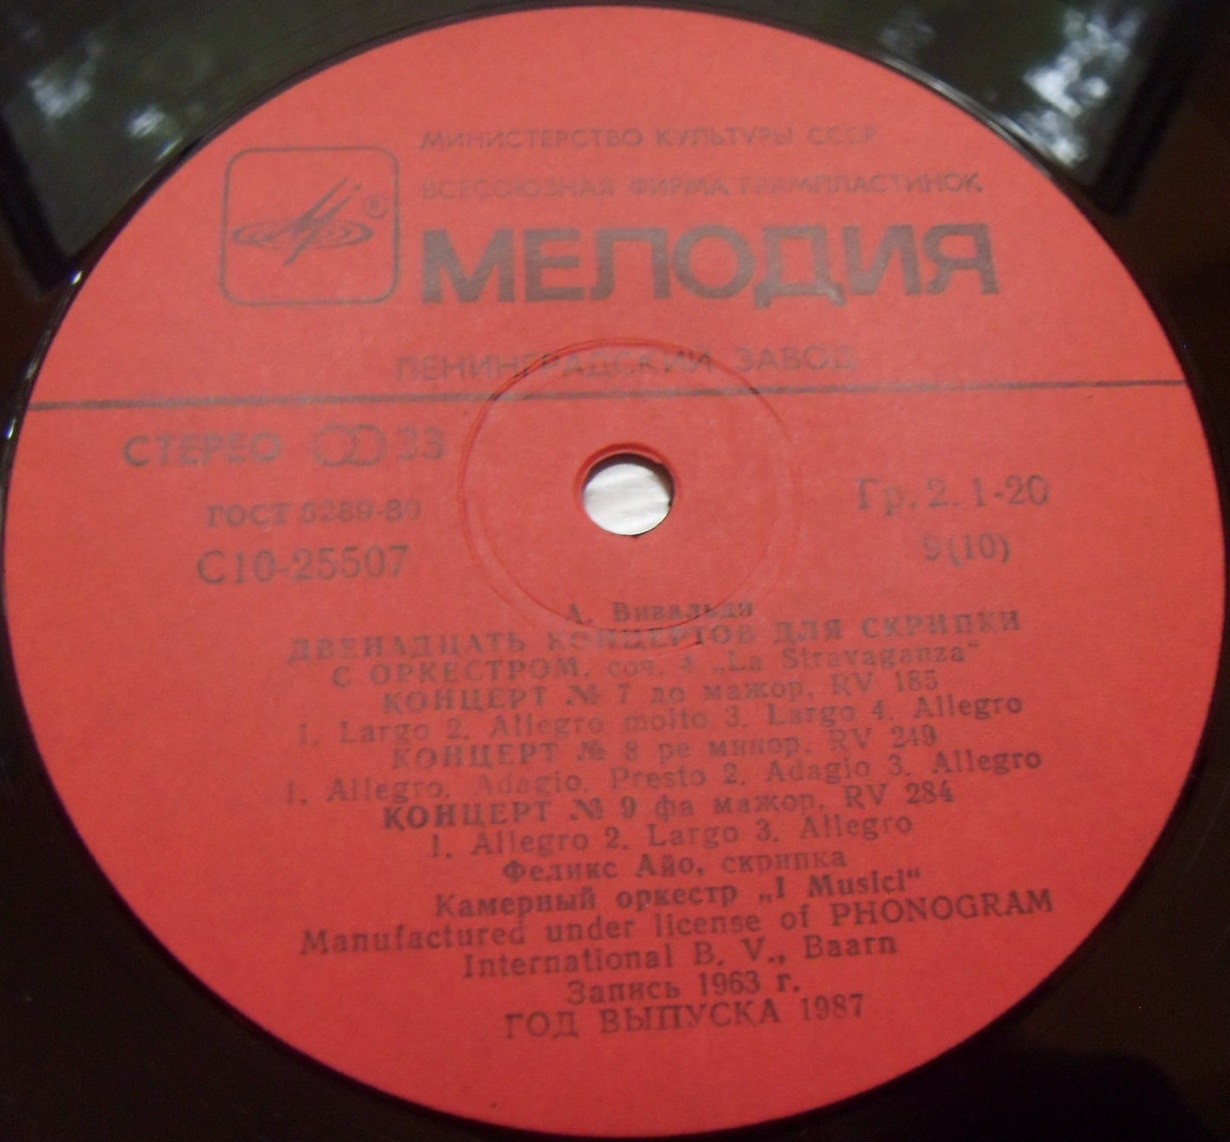 МИНИСТЕРСТВО КУЛЬТУРЫ СССР
ВСЕСОЮЗНАЯ ФИРМА ГРАМПЛАСТИНОК
®
МЕЛОДИЯ
ЛЕНИНГРАДСКИЙ ЗАВОД
СТЕРЕО 33
ГОСТ 5289-80
Гр. 2. 1-20
С10-25507
9(10)
А. Вивальди
ДВЕНАДЦАТЬ КОНЦЕРТОВ ДЛЯ СКРИПКИ
С ОРКЕСТРОМ, соч. 4 „La Stravaganza“
КОНЦЕРТ № 7 до мажор, RV 185
1. Largo 2. Allegro molto 3. Largo 4. Allegro
КОНЦЕРТ № 8 ре минор, RV 249
1. Allegro, Adagio, Presto 2. Adagio 3. Allegro
КОНЦЕРТ № 9 фа мажор, RV 284
1. Allegro 2. Largo 3. Allegro
Феликс Айо, скрипка
Камерный оркестр „I Musici“
Manufactured under license of PHONOGRAM
International B. V., Baarn
Запись 1963 г.
ГОД ВЫПУСКА 1987